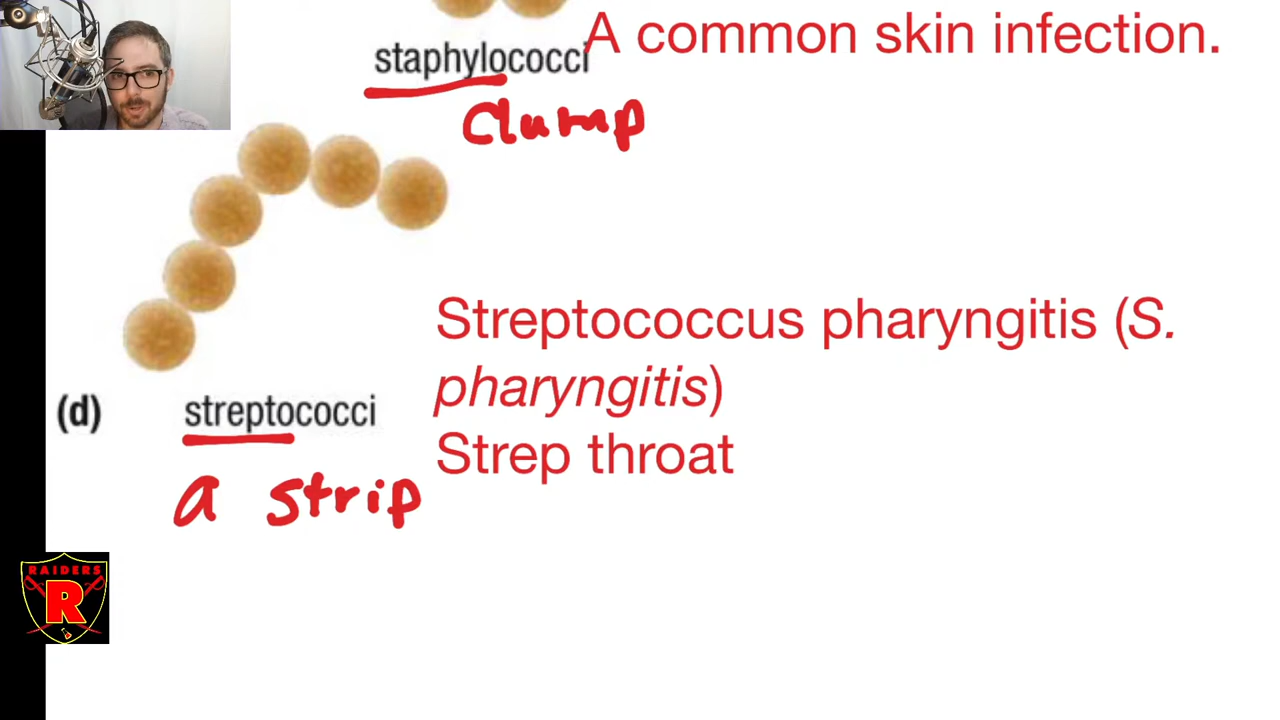 A common skin infection.
staphylococci
clump
Streptococcus pharyngitis (S.
pharyngitis)
(d) streptococci
Strep throat
a strip
RAIDERS
R